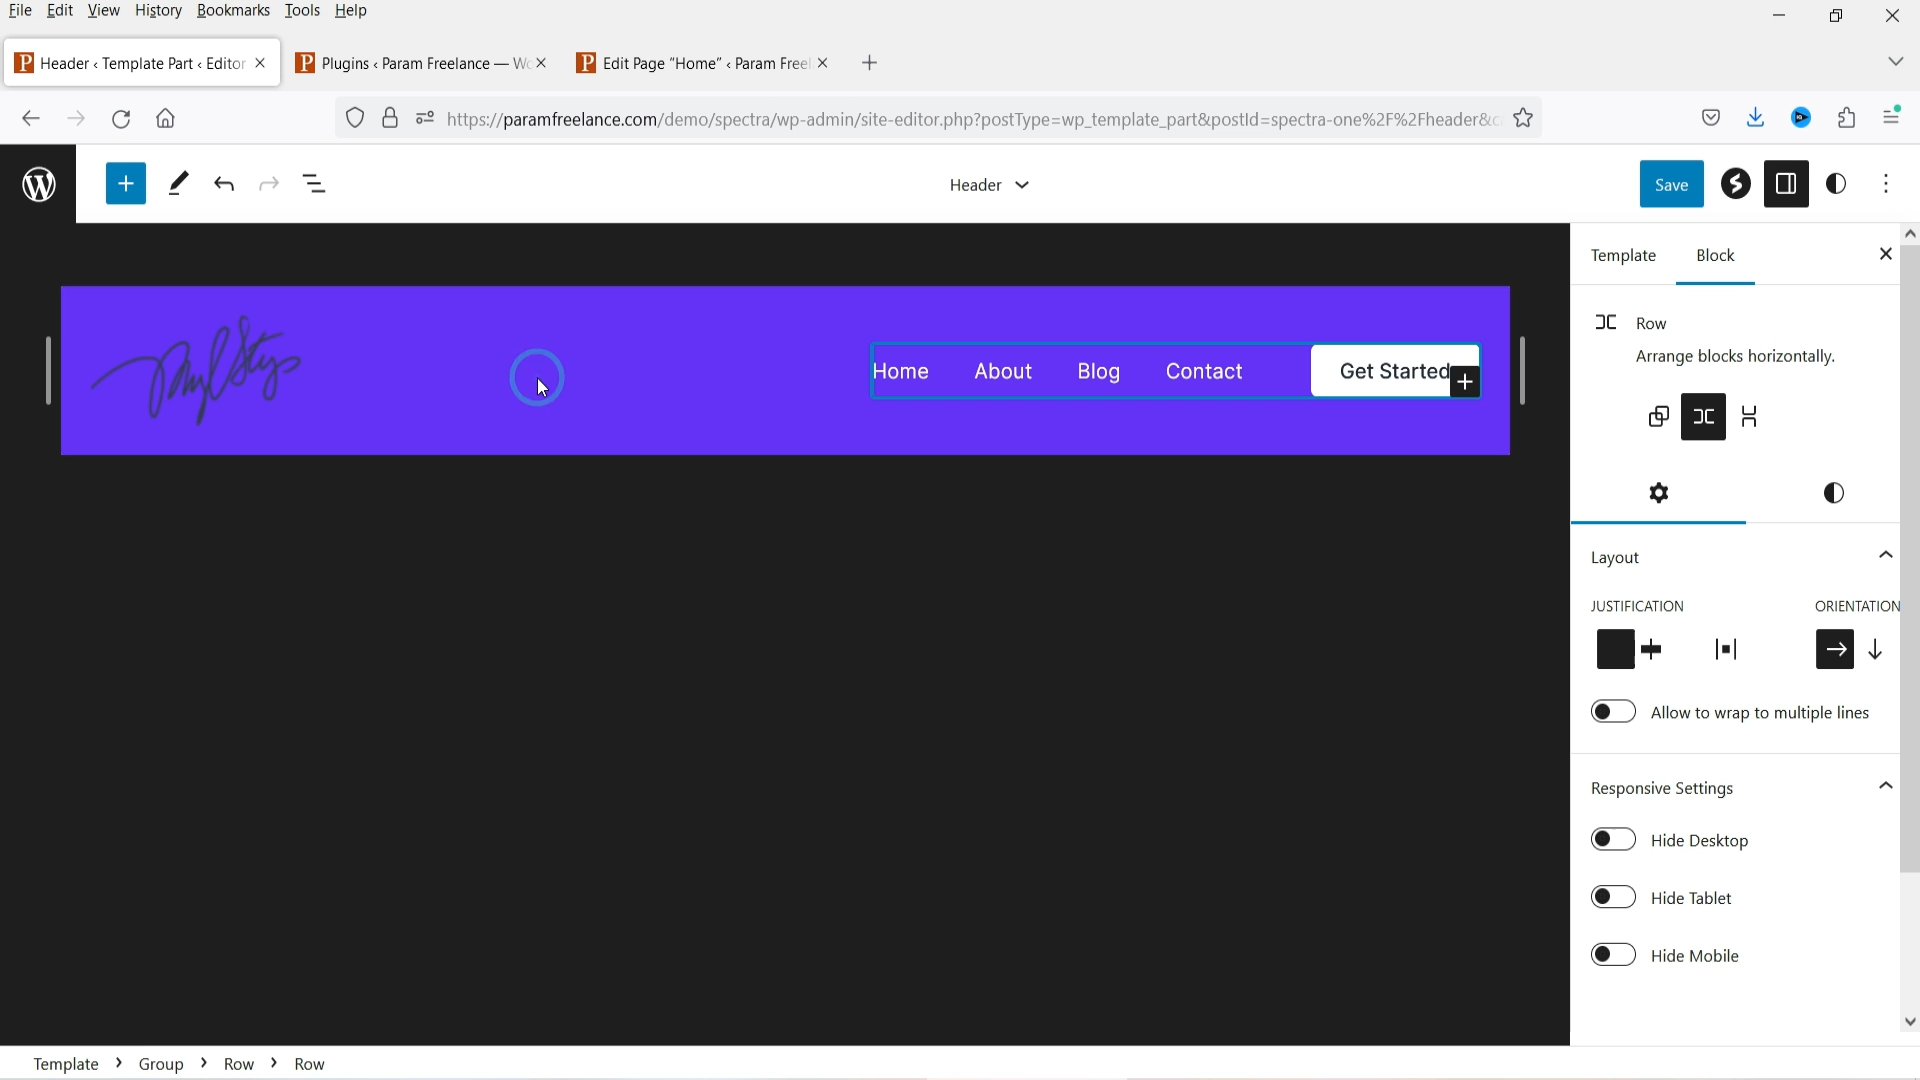 File Edit View History Bookmarks Tools Help
Header ‹ Template Part ‹ Editor
Plugins ‹ Param Freelance — Wo
Edit Page "Home" ‹ Param Free
https://paramfreelance.com/demo/spectra/wp-admin/site-editor.php?postType=wp_template_part&postId=spectra-one%2F%2Fheader&c
Header
Save
Template Block
Home About Blog Contact Get Started
Row
Arrange blocks horizontally.
Layout
JUSTIFICATION ORIENTATION
Allow to wrap to multiple lines
Responsive Settings
Hide Desktop
Hide Tablet
Hide Mobile
Template › Group › Row › Row